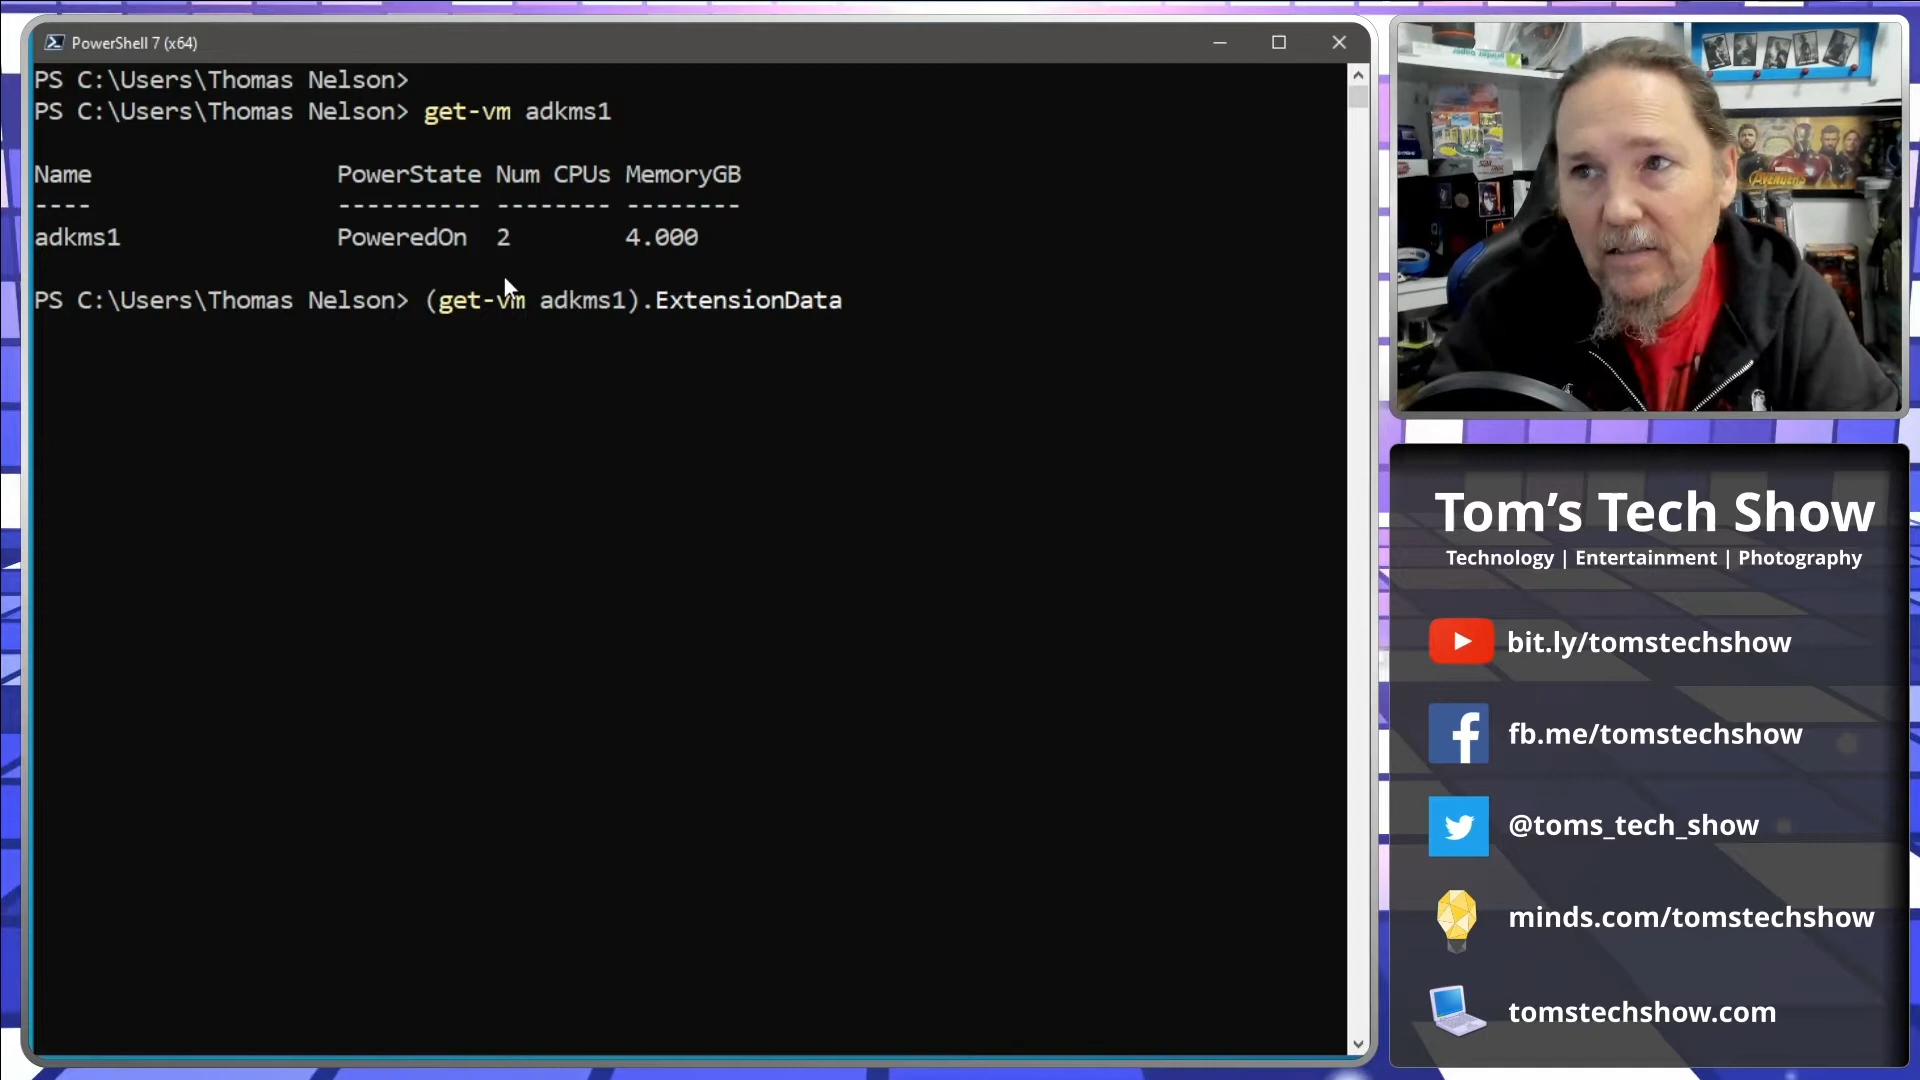 PowerShell 7 (x64)
PS C:\Users\Thomas Nelson>
PS C:\Users\Thomas Nelson> get-vm adkms1
Name PowerState Num CPUs MemoryGB
---- ---------- -------- --------
adkms1 PoweredOn 2 4.000
PS C:\Users\Thomas Nelson> (get-vm adkms1).ExtensionData
AVENGERS
Tom’s Tech Show
Technology | Entertainment | Photography
bit.ly/tomstechshow
fb.me/tomstechshow
@toms_tech_show
minds.com/tomstechshow
tomstechshow.com